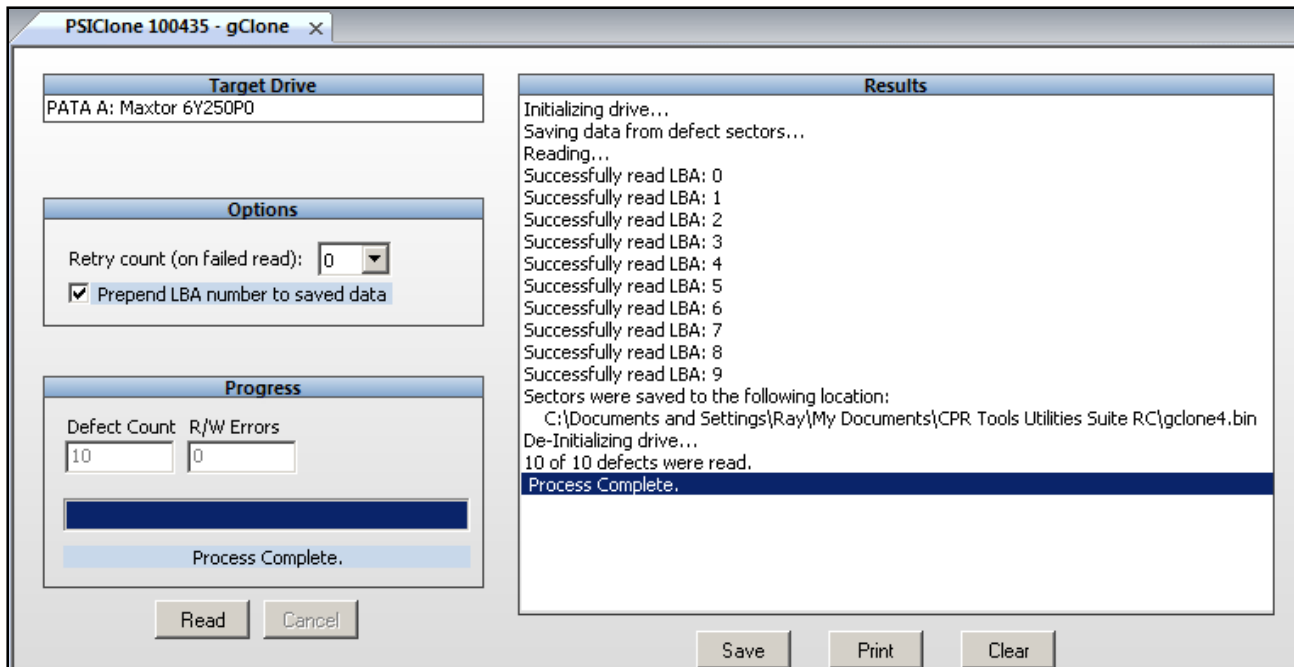 PSIClone 100435 - gClone
Target Drive
PATA A: Maxtor 6Y250P0
Options
Retry count (on failed read): 0
Prepend LBA number to saved data
Progress
Defect Count R/W Errors
10 0
Process Complete.
Read Cancel
Results
Initializing drive...
Saving data from defect sectors...
Reading...
Successfully read LBA: 0
Successfully read LBA: 1
Successfully read LBA: 2
Successfully read LBA: 3
Successfully read LBA: 4
Successfully read LBA: 5
Successfully read LBA: 6
Successfully read LBA: 7
Successfully read LBA: 8
Successfully read LBA: 9
Sectors were saved to the following location:
C:\Documents and Settings\Ray\My Documents\CPR Tools Utilities Suite RC\gclone4.bin
De-Initializing drive...
10 of 10 defects were read.
Process Complete.
Save Print Clear